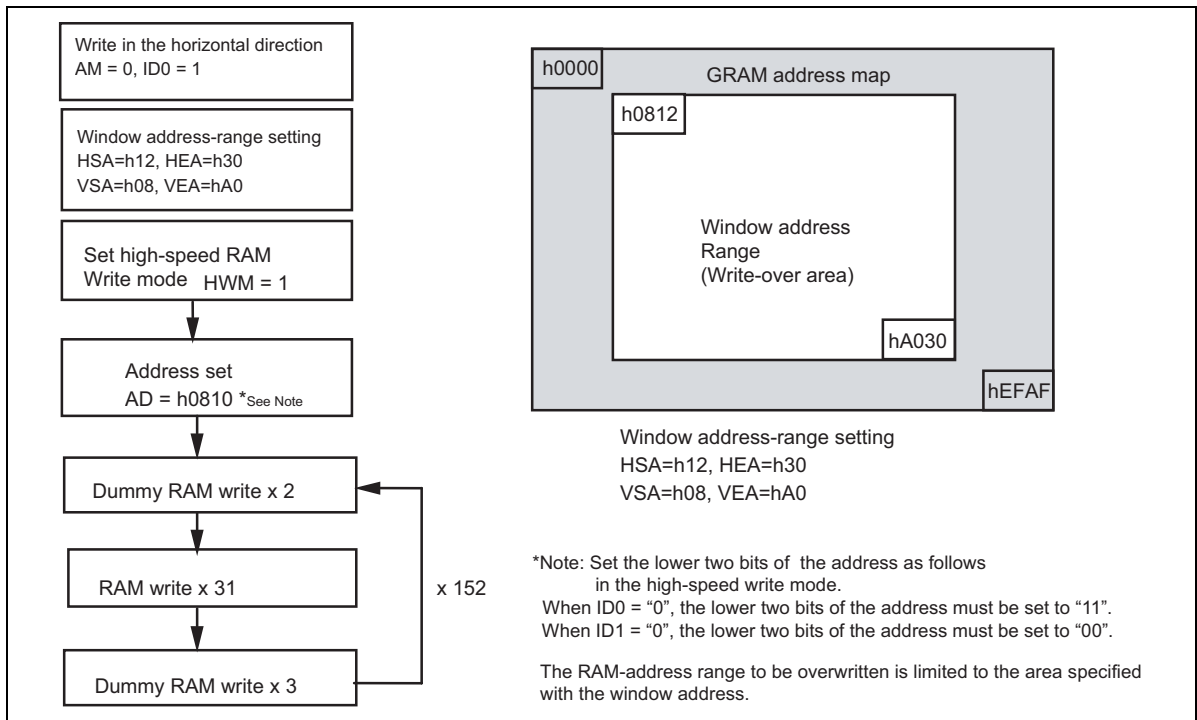 Write in the horizontal direction
AM = 0, ID0 = 1
Window address-range setting
HSA=h12, HEA=h30
VSA=h08, VEA=hA0
Set high-speed RAM
Write mode HWM = 1
Address set
AD = h0810 *See Note
Dummy RAM write x 2
RAM write x 31
x 152
Dummy RAM write x 3
h0000
GRAM address map
h0812
Window address
Range
(Write-over area)
hA030
hEFAF
Window address-range setting
HSA=h12, HEA=h30
VSA=h08, VEA=hA0
*Note: Set the lower two bits of the address as follows
in the high-speed write mode.
When ID0 = “0”, the lower two bits of the address must be set to “11”.
When ID1 = “0”, the lower two bits of the address must be set to “00”.
The RAM-address range to be overwritten is limited to the area specified
with the window address.